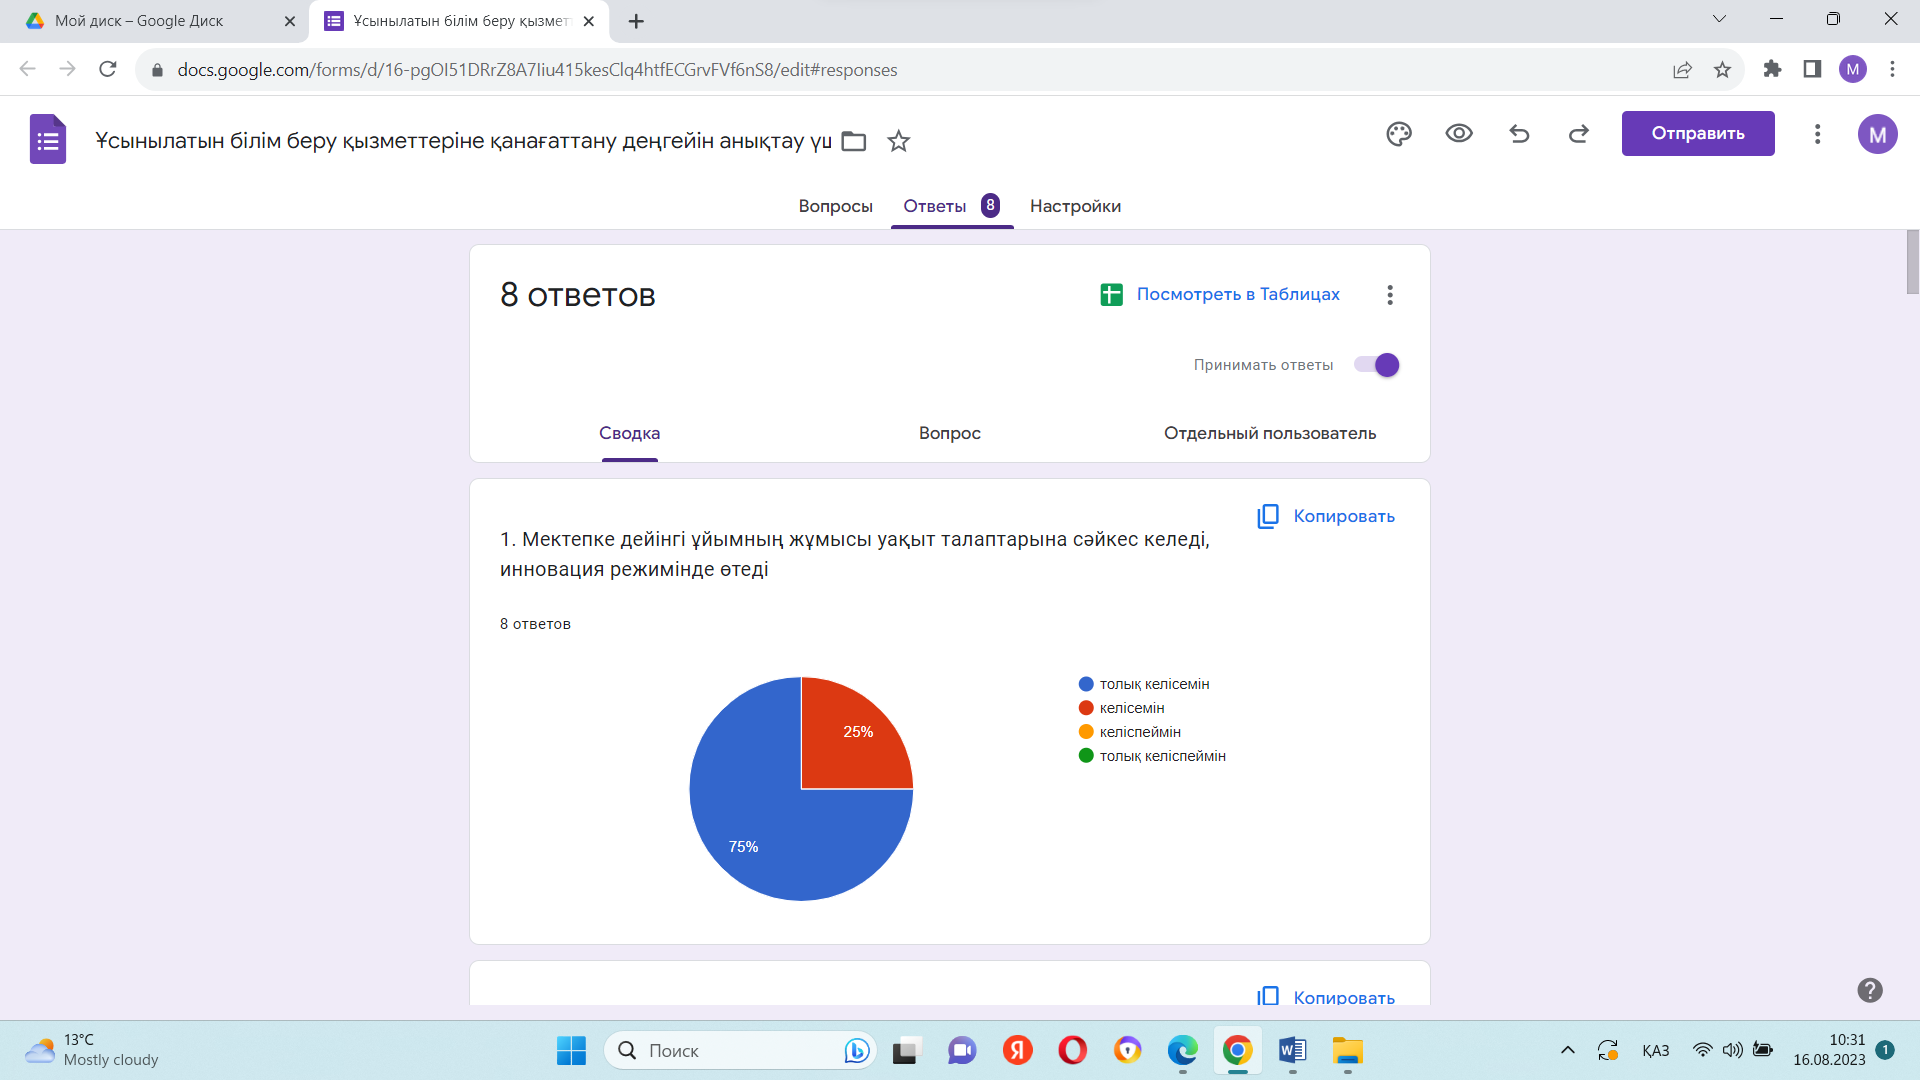 Мой диск – Google Диск
Ұсынылатын білім беру қызмет
docs.google.com/forms/d/16-pgOI51DRrZ8A7Iiu415kesClq4htfECGrvFVf6nS8/edit#responses
M
Ұсынылатын білім беру қызметтеріне қанағаттану деңгейін анықтау үш
Отправить
M
Вопросы
Ответы 8
Настройки
8 ответов
Посмотреть в Таблицах
Принимать ответы
Сводка
Вопрос
Отдельный пользователь
Копировать
1. Мектепке дейінгі ұйымның жұмысы уақыт талаптарына сәйкес келеді,
инновация режимінде өтеді
8 ответов
толық келісемін
келісемін
келіспеймін
толық келіспеймін
25%
75%
Копировать
13°C
Mostly cloudy
Поиск
ҚАЗ
10:31
16.08.2023
1